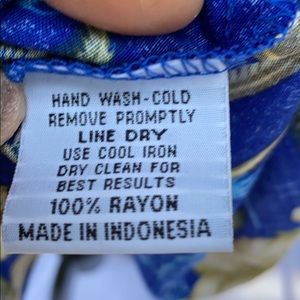 HAND WASH-COLD
REMOVE PROMPTLY
LINE DRY
USE COOL IRON
DRY CLEAN FOR
BEST RESULTS
100% RAYON
MADE IN INDONESIA